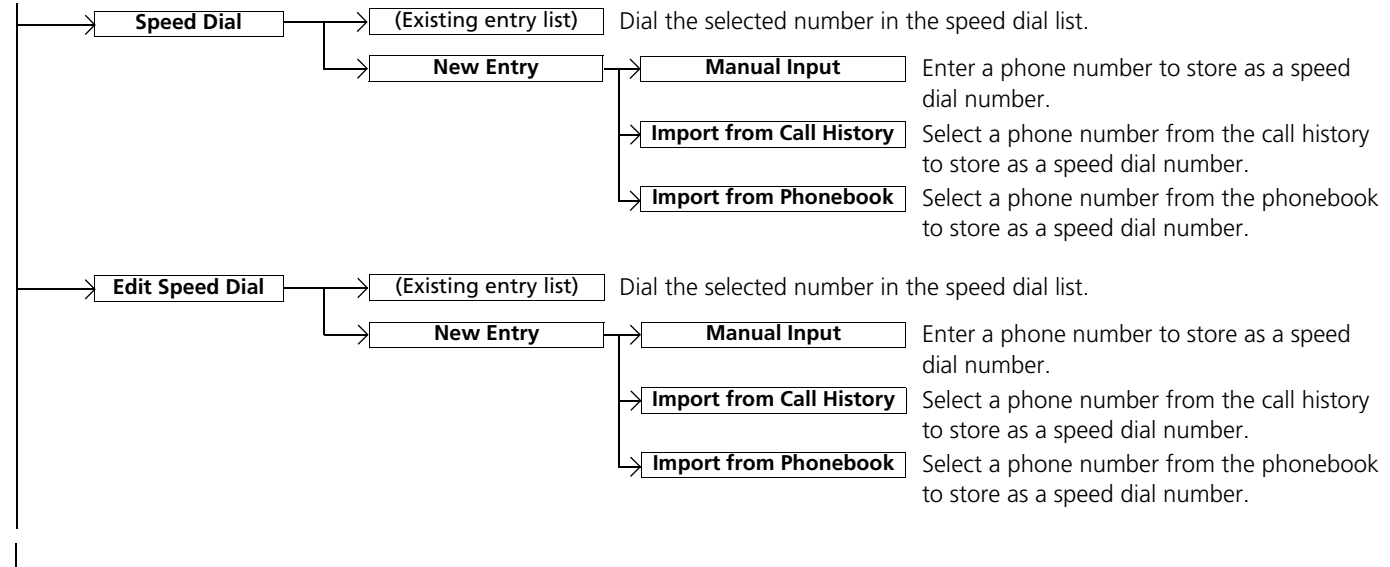 Speed Dial (Existing entry list) Dial the selected number in the speed dial list.
New Entry Manual Input Enter a phone number to store as a speed
dial number.
Import from Call History Select a phone number from the call history
to store as a speed dial number.
Import from Phonebook Select a phone number from the phonebook
to store as a speed dial number.
Edit Speed Dial (Existing entry list) Dial the selected number in the speed dial list.
New Entry Manual Input Enter a phone number to store as a speed
dial number.
Import from Call History Select a phone number from the call history
to store as a speed dial number.
Import from Phonebook Select a phone number from the phonebook
to store as a speed dial number.